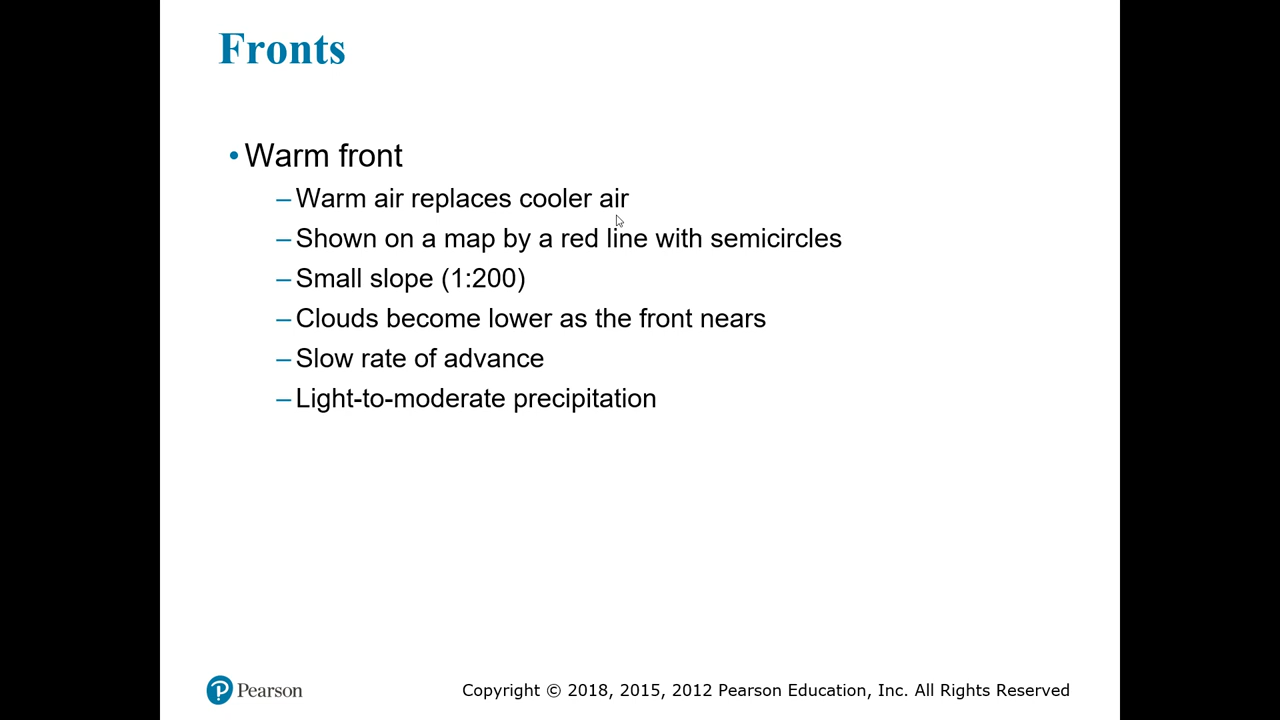 Fronts
• Warm front
– Warm air replaces cooler air
– Shown on a map by a red line with semicircles
– Small slope (1:200)
– Clouds become lower as the front nears
– Slow rate of advance
– Light-to-moderate precipitation
Pearson
Copyright © 2018, 2015, 2012 Pearson Education, Inc. All Rights Reserved